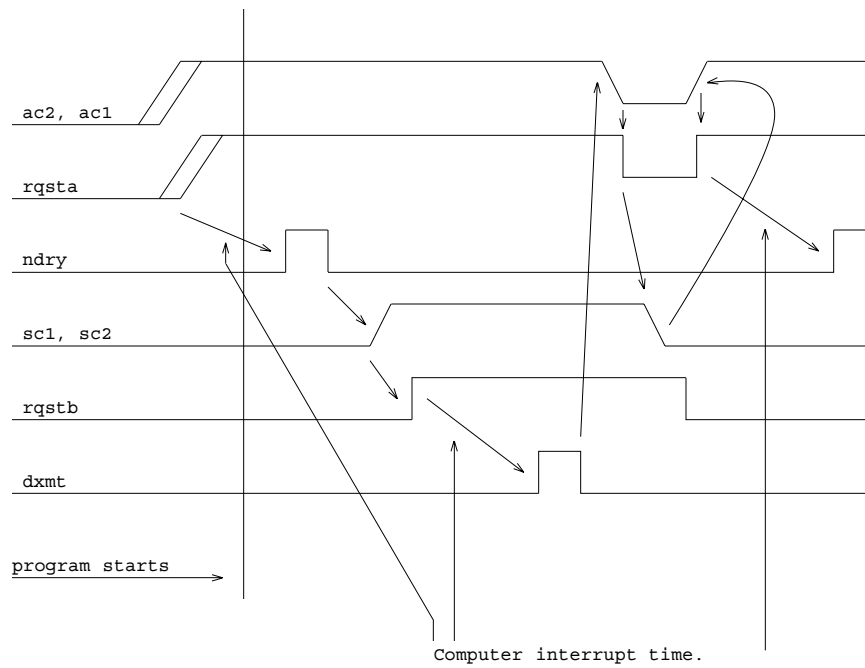 ac2, ac1
rqsta
ndry
sc1, sc2
rqstb
dxmt
program starts
Computer interrupt time.